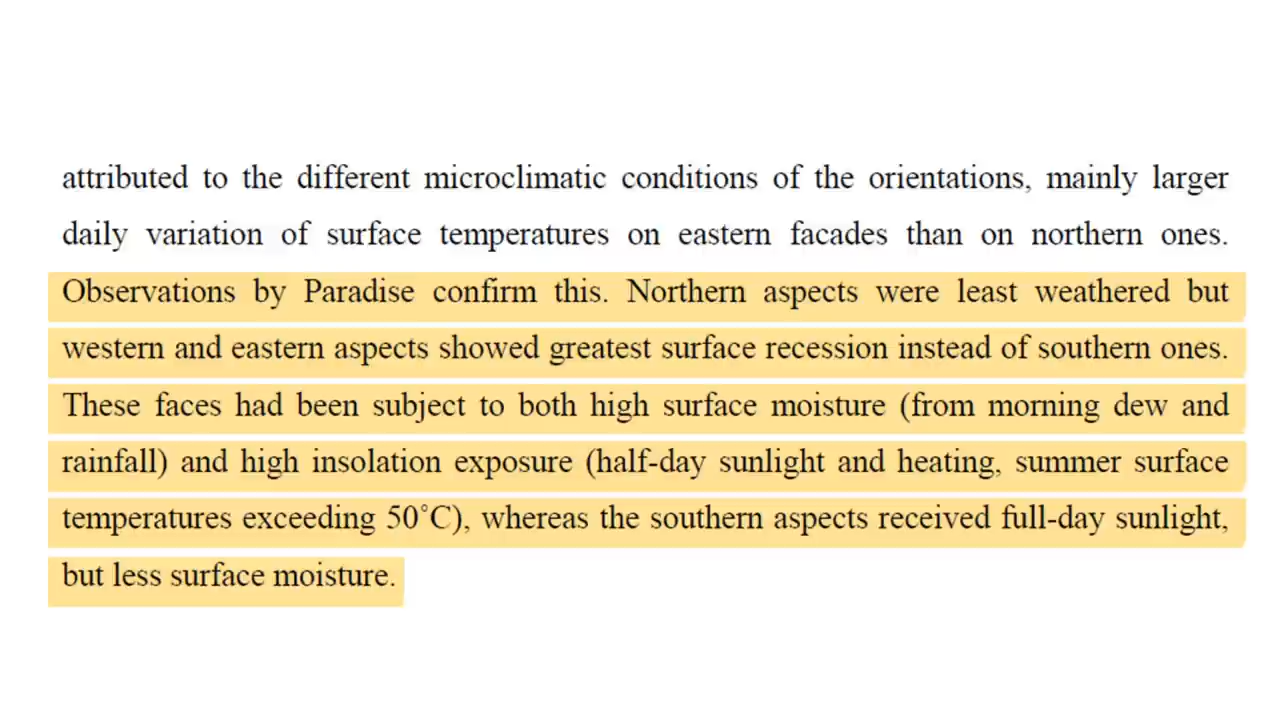 attributed to the different microclimatic conditions of the orientations, mainly larger
daily variation of surface temperatures on eastern facades than on northern ones.
Observations by Paradise confirm this. Northern aspects were least weathered but
western and eastern aspects showed greatest surface recession instead of southern ones.
These faces had been subject to both high surface moisture (from morning dew and
rainfall) and high insolation exposure (half-day sunlight and heating, summer surface
temperatures exceeding 50˚C), whereas the southern aspects received full-day sunlight,
but less surface moisture.